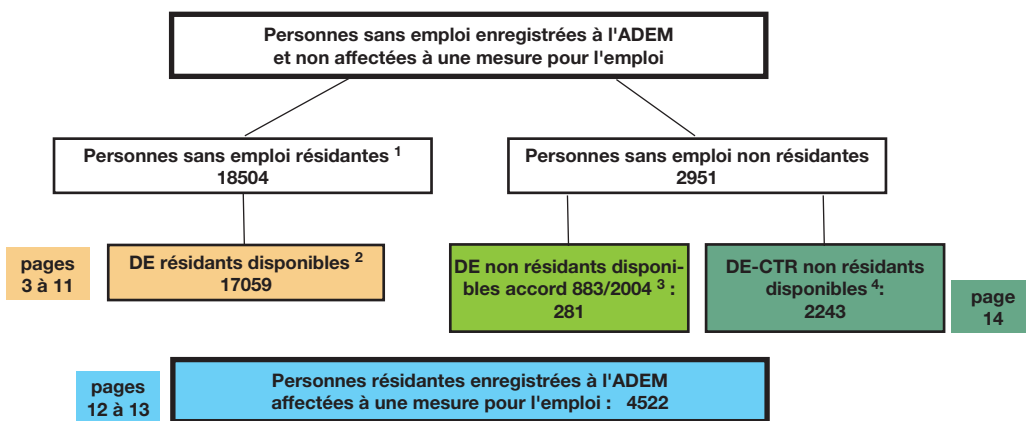 Personnes sans emploi enregistrées à l'ADEM
et non affectées à une mesure pour l'emploi
Personnes sans emploi résidantes 1
18504
Personnes sans emploi non résidantes
2951
pages
3 à 11
DE résidants disponibles 2
17059
DE non résidants disponi-
bles accord 883/2004 3 :
281
DE-CTR non résidants
disponibles 4:
2243
page
14
pages
12 à 13
Personnes résidantes enregistrées à l'ADEM
affectées à une mesure pour l'emploi : 4522